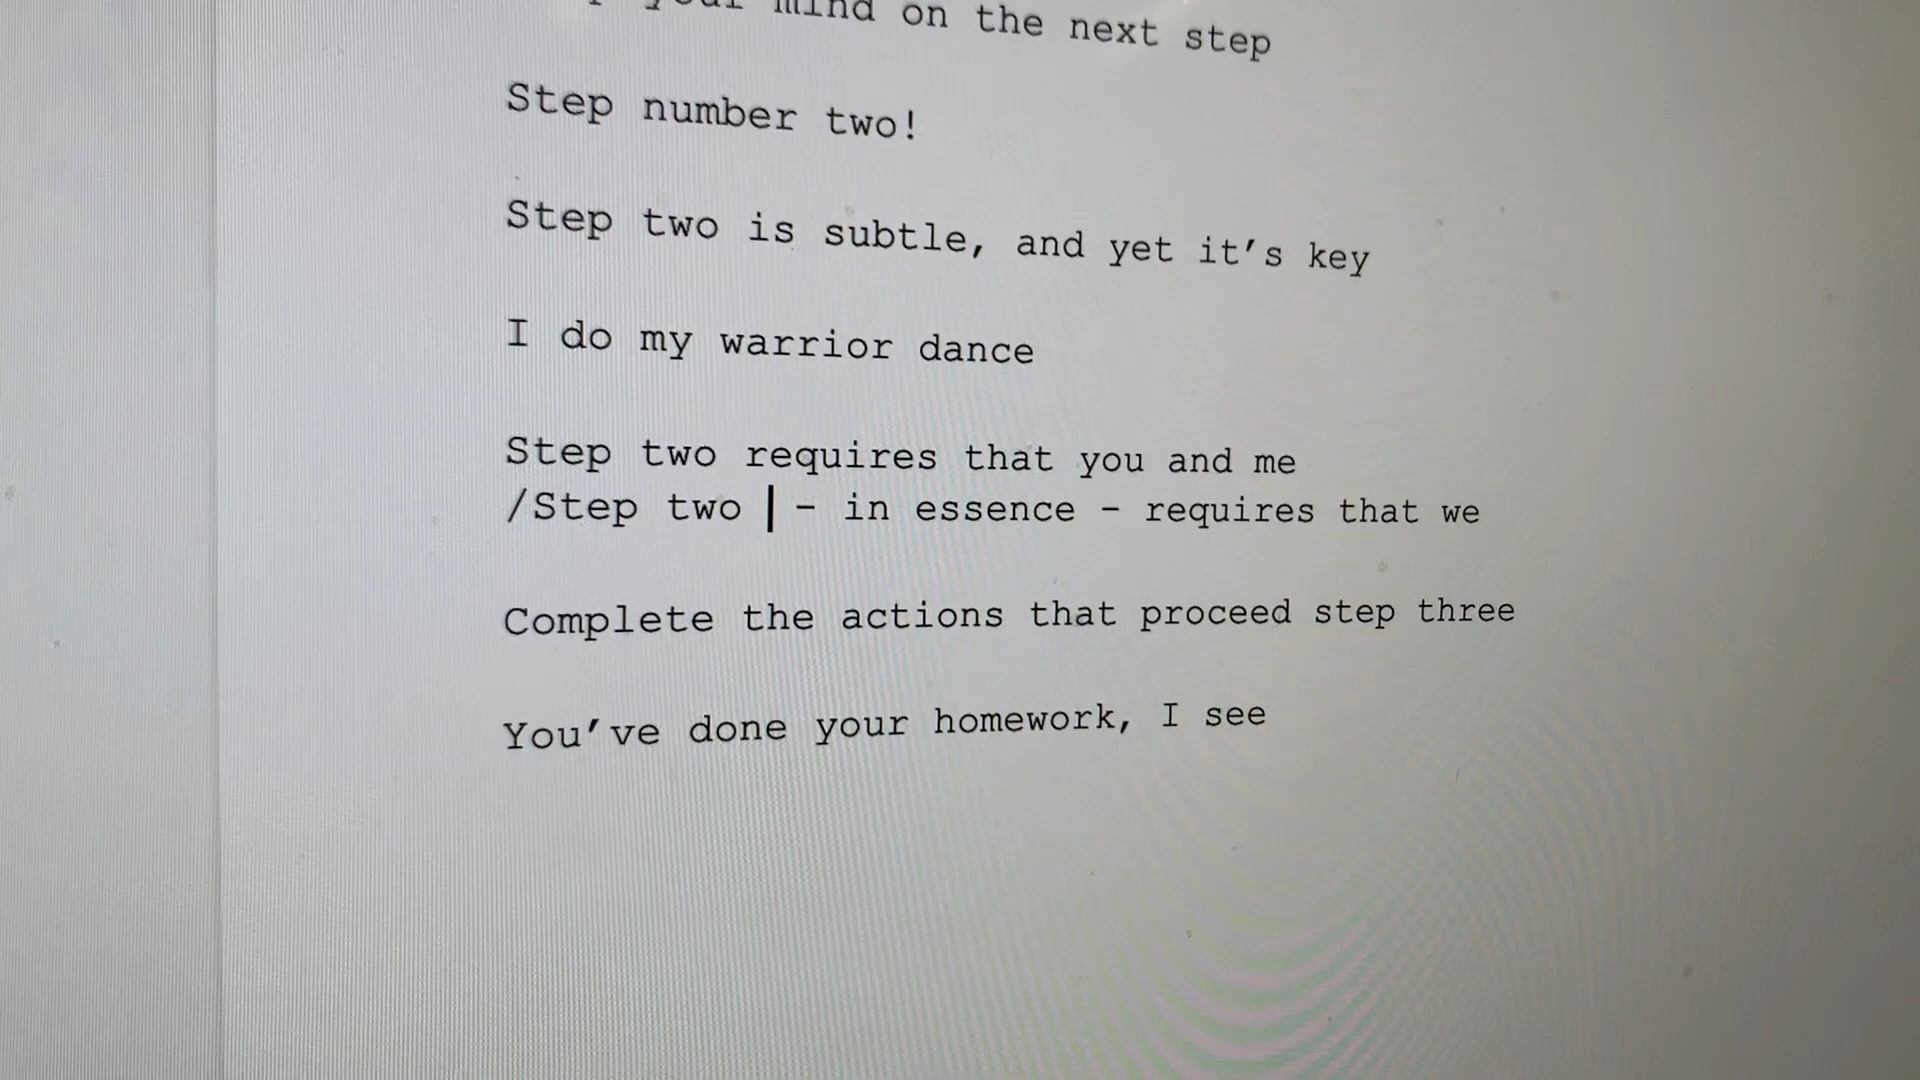 your mind on the next step
Step number two!
Step two is subtle, and yet it's key
I do my warrior dance
Step two requires that you and me
/Step two - in essence - requires that we
Complete the actions that proceed step three
You've done your homework, I see